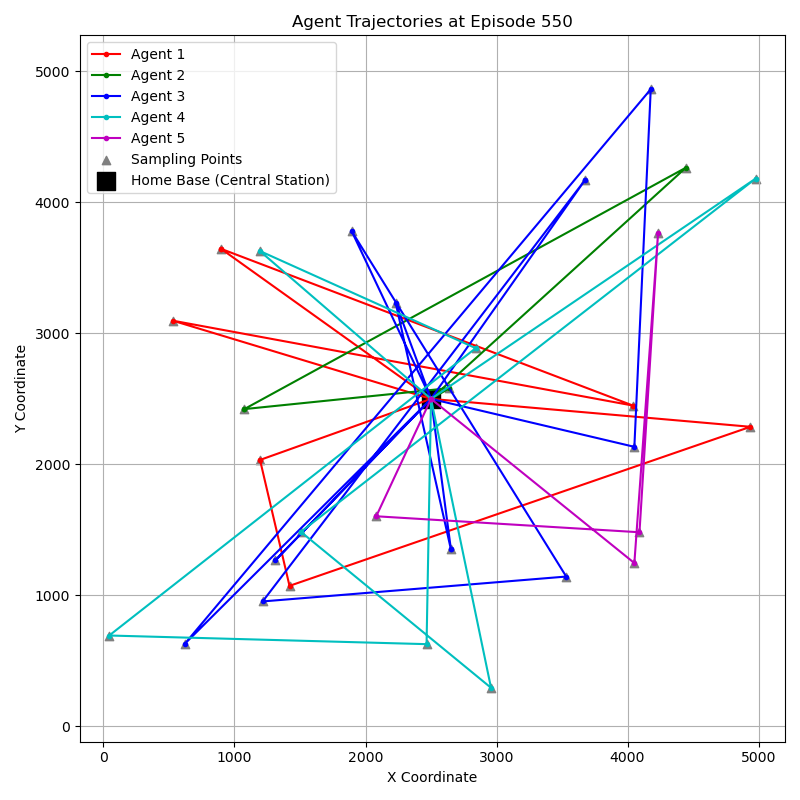 Agent Trajectories at Episode 550
Agent 1
Agent 2
Agent 3
Agent 4
Agent 5
Sampling Points
Home Base (Central Station)
Y Coordinate
5000
4000
3000
2000
1000
0
0 1000 2000 3000 4000 5000
X Coordinate